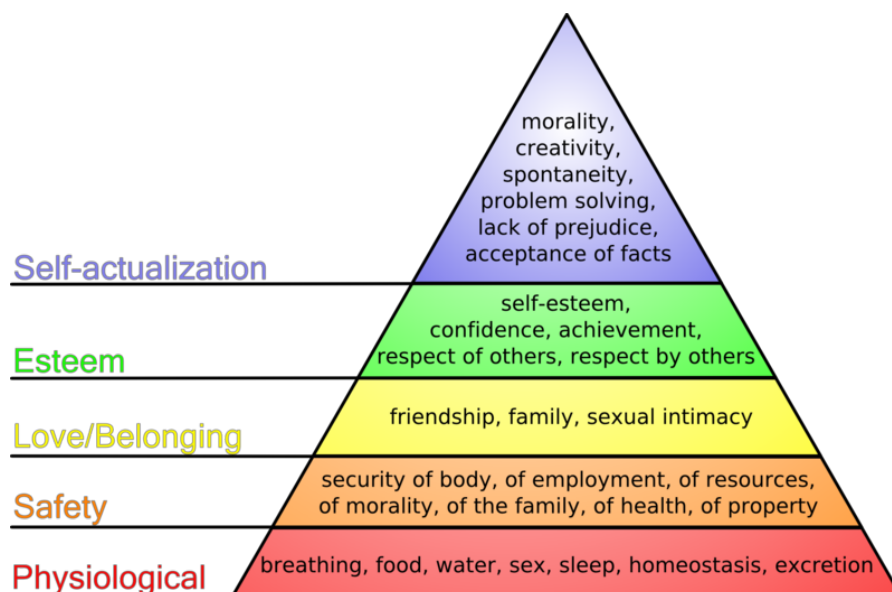 morality,
creativity,
spontaneity,
problem solving,
lack of prejudice,
acceptance of facts
Self-actualization
self-esteem,
confidence, achievement,
respect of others, respect by others
Esteem
friendship, family, sexual intimacy
Love/Belonging
security of body, of employment, of resources,
of morality, of the family, of health, of property
Safety
breathing, food, water, sex, sleep, homeostasis, excretion
Physiological